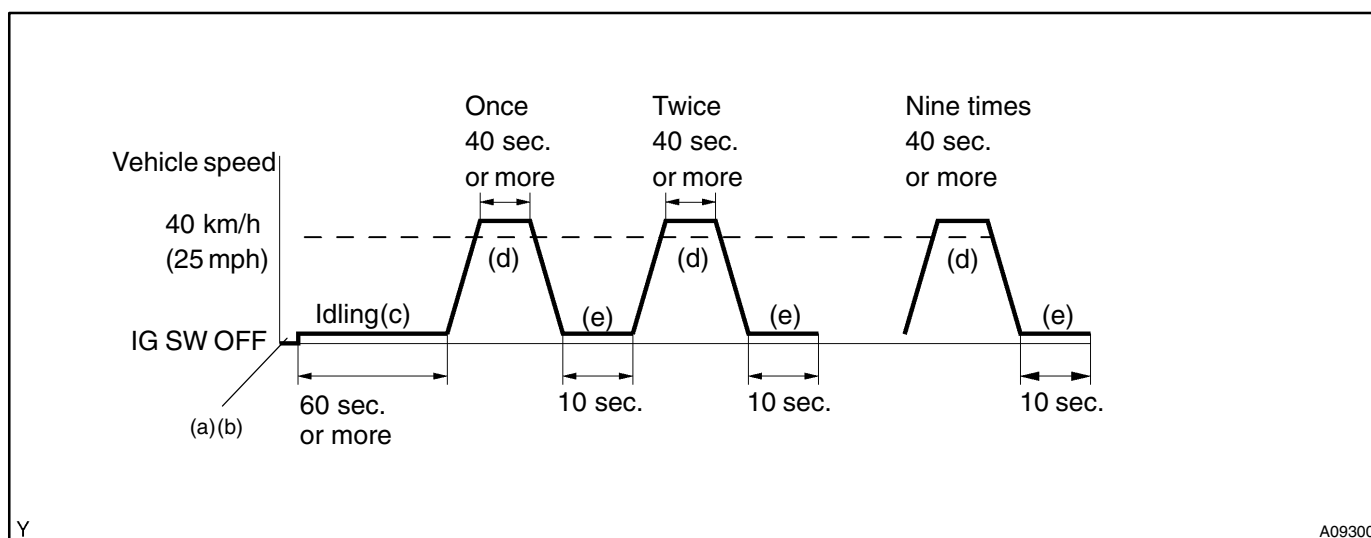 Once
40 sec.
or more
Twice
40 sec.
or more
Nine times
40 sec.
or more
Vehicle speed
40 km/h
(25 mph)
(d)
(d)
(d)
Idling(c)
(e)
(e)
(e)
IG SW OFF
(a)(b)
60 sec.
or more
10 sec.
10 sec.
10 sec.
Y
A09300